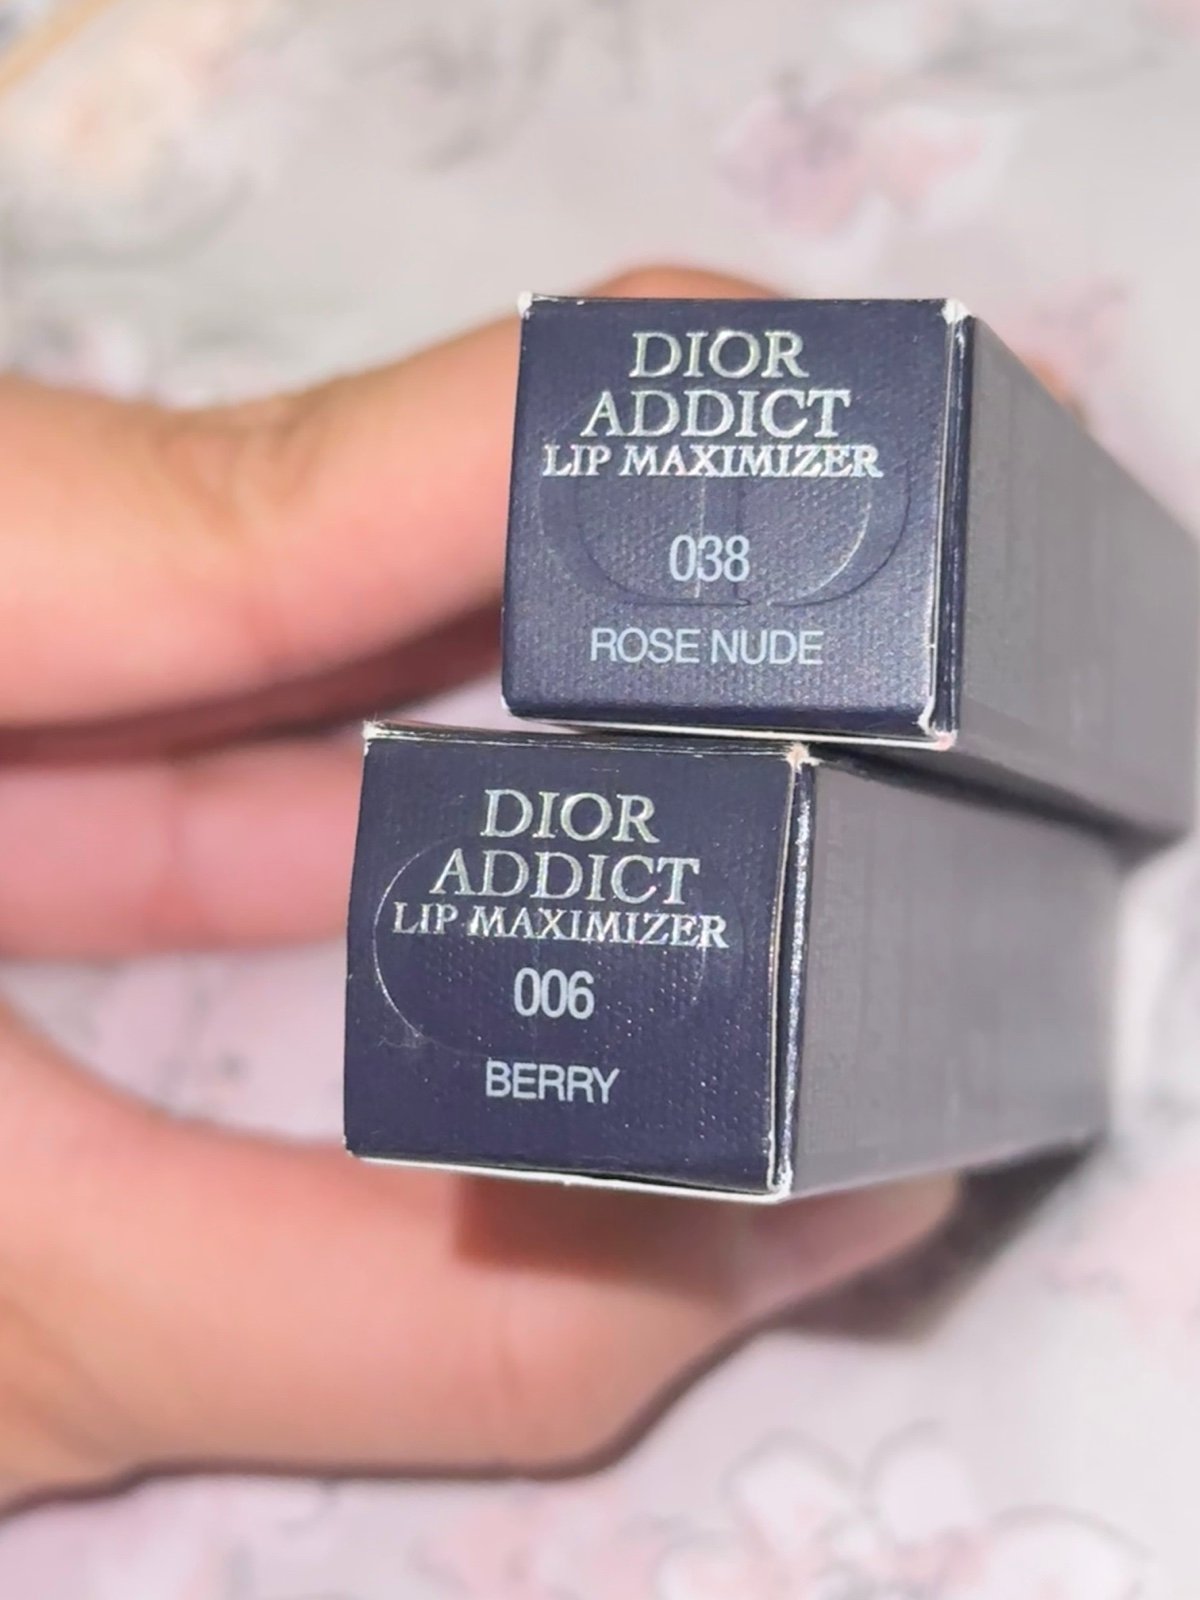 DIOR
ADDICT
LIP MAXIMIZER
038
ROSE NUDE
DIOR
ADDICT
LIP MAXIMIZER
006
BERRY